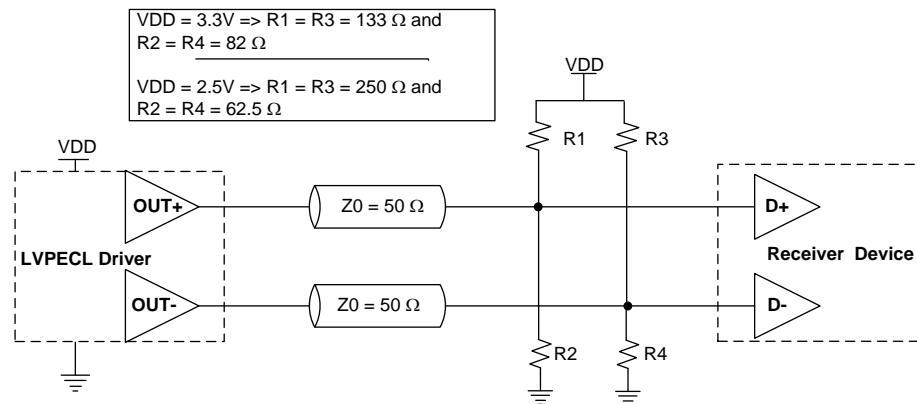 VDD = 3.3V => R1 = R3 = 133 Ω and
R2 = R4 = 82 Ω
VDD = 2.5V => R1 = R3 = 250 Ω and
R2 = R4 = 62.5 Ω
VDD
R1
R3
VDD
OUT+
Z0 = 50 Ω
D+
LVPECL Driver
Receiver Device
OUT-
Z0 = 50 Ω
D-
R2
R4